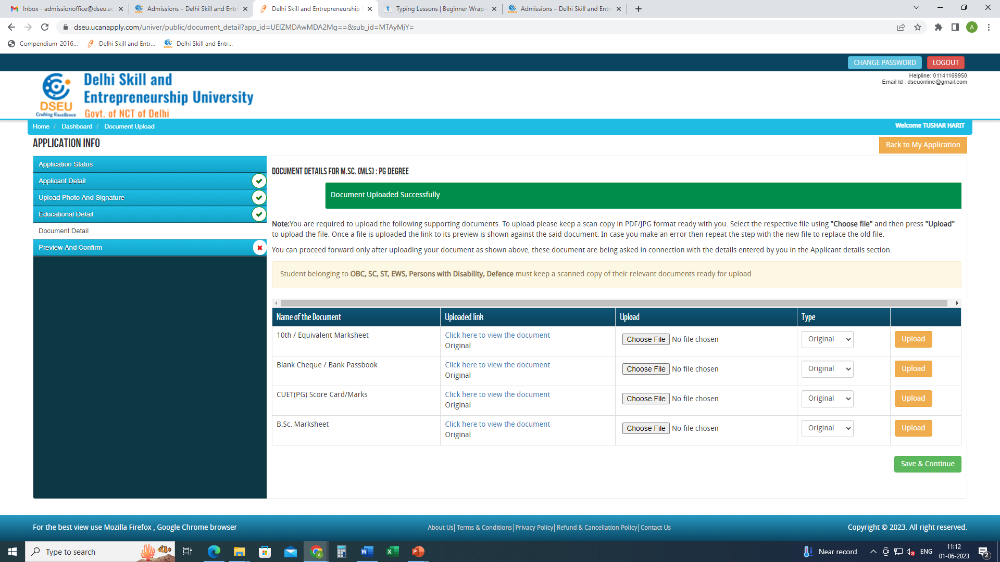 Inbox - admissionoffice@dseu.ac
Admissions – Delhi Skill and Entr
Delhi Skill and Entrepreneurship
Typing Lessons | Beginner Wrap-
Admissions – Delhi Skill and Entr
dseu.ucanapply.com/univer/public/document_detail?app_id=UElZMDAwMDA2Mg==&sub_id=MTAyMjY=
A
Compendium-2016...
Delhi Skill and Entr...
Delhi Skill and Entr...
CHANGE PASSWORD
LOGOUT
Helpline: 01141169950
Email Id : dseuonline@gmail.com
DSEU
Crafting Excellence
Delhi Skill and
Entrepreneurship University
Govt. of NCT of Delhi
Home / Dashboard / Document Upload
Welcome TUSHAR HARIT
APPLICATION INFO
Back to My Application
Application Status
Applicant Detail
Upload Photo And Signature
Educational Detail
Document Detail
Preview And Confirm
DOCUMENT DETAILS FOR M.SC. (MLS) : PG DEGREE
Document Uploaded Successfully
Note:You are required to upload the following supporting documents. To upload please keep a scan copy in PDF/JPG format ready with you. Select the respective file using "Choose file" and then press "Upload"
to upload the file. Once a file is uploaded the link to its preview is shown against the said document. In case you make an error then repeat the step with the new file to replace the old file.
You can proceed forward only after uploading your document as shown above, these document are being asked in connection with the details entered by you in the Applicant details section.
Student belonging to OBC, SC, ST, EWS, Persons with Disability, Defence must keep a scanned copy of their relevant documents ready for upload
Name of the Document Uploaded link Upload Type
10th / Equivalent Marksheet Click here to view the document Choose File No file chosen Original Upload
Original
Blank Cheque / Bank Passbook Click here to view the document Choose File No file chosen Original Upload
Original
CUET(PG) Score Card/Marks Click here to view the document Choose File No file chosen Original Upload
Original
B.Sc. Marksheet Click here to view the document Choose File No file chosen Original Upload
Original
Save & Continue
For the best view use Mozilla Firefox , Google Chrome browser
About Us| Terms & Conditions| Privacy Policy| Refund & Cancellation Policy| Contact Us
Copyright © 2023. All right reserved.
Type to search
Near record
ENG
11:12
01-06-2023
2